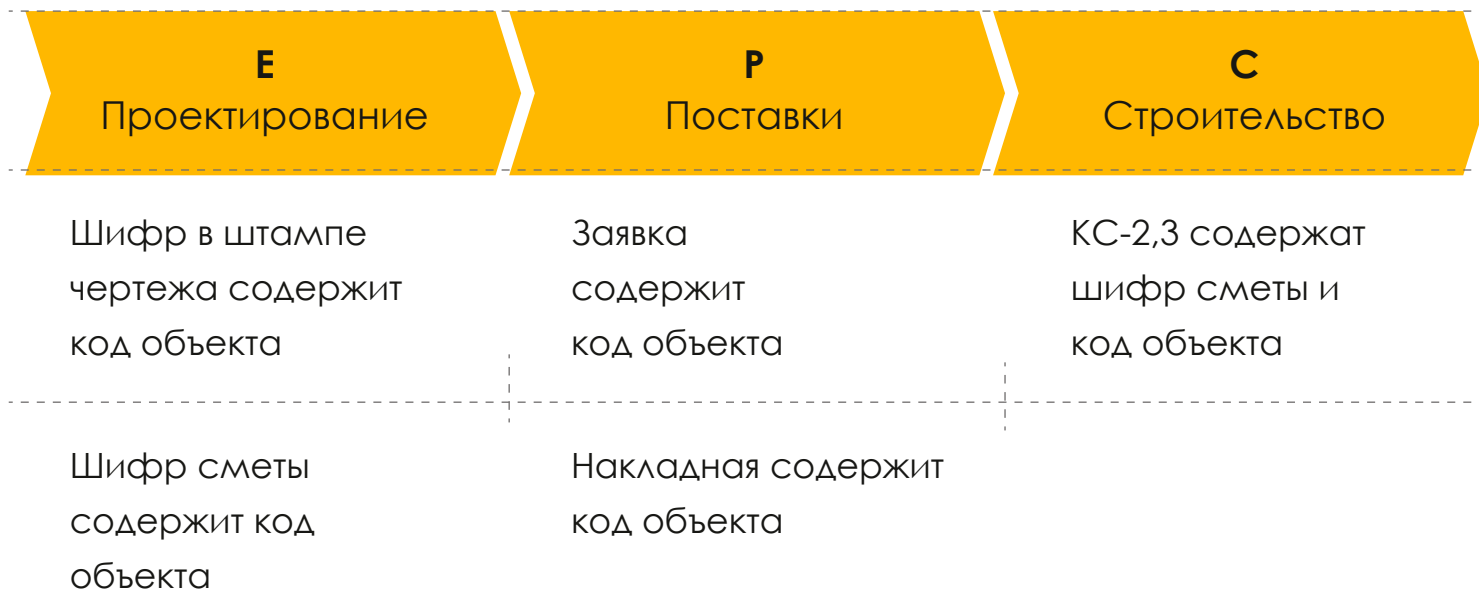 E
Проектирование
P
Поставки
C
Строительство
Шифр в штампе
чертежа содержит
код объекта
Заявка
содержит
код объекта
КС-2,3 содержат
шифр сметы и
код объекта
Шифр сметы
содержит код
объекта
Накладная содержит
код объекта